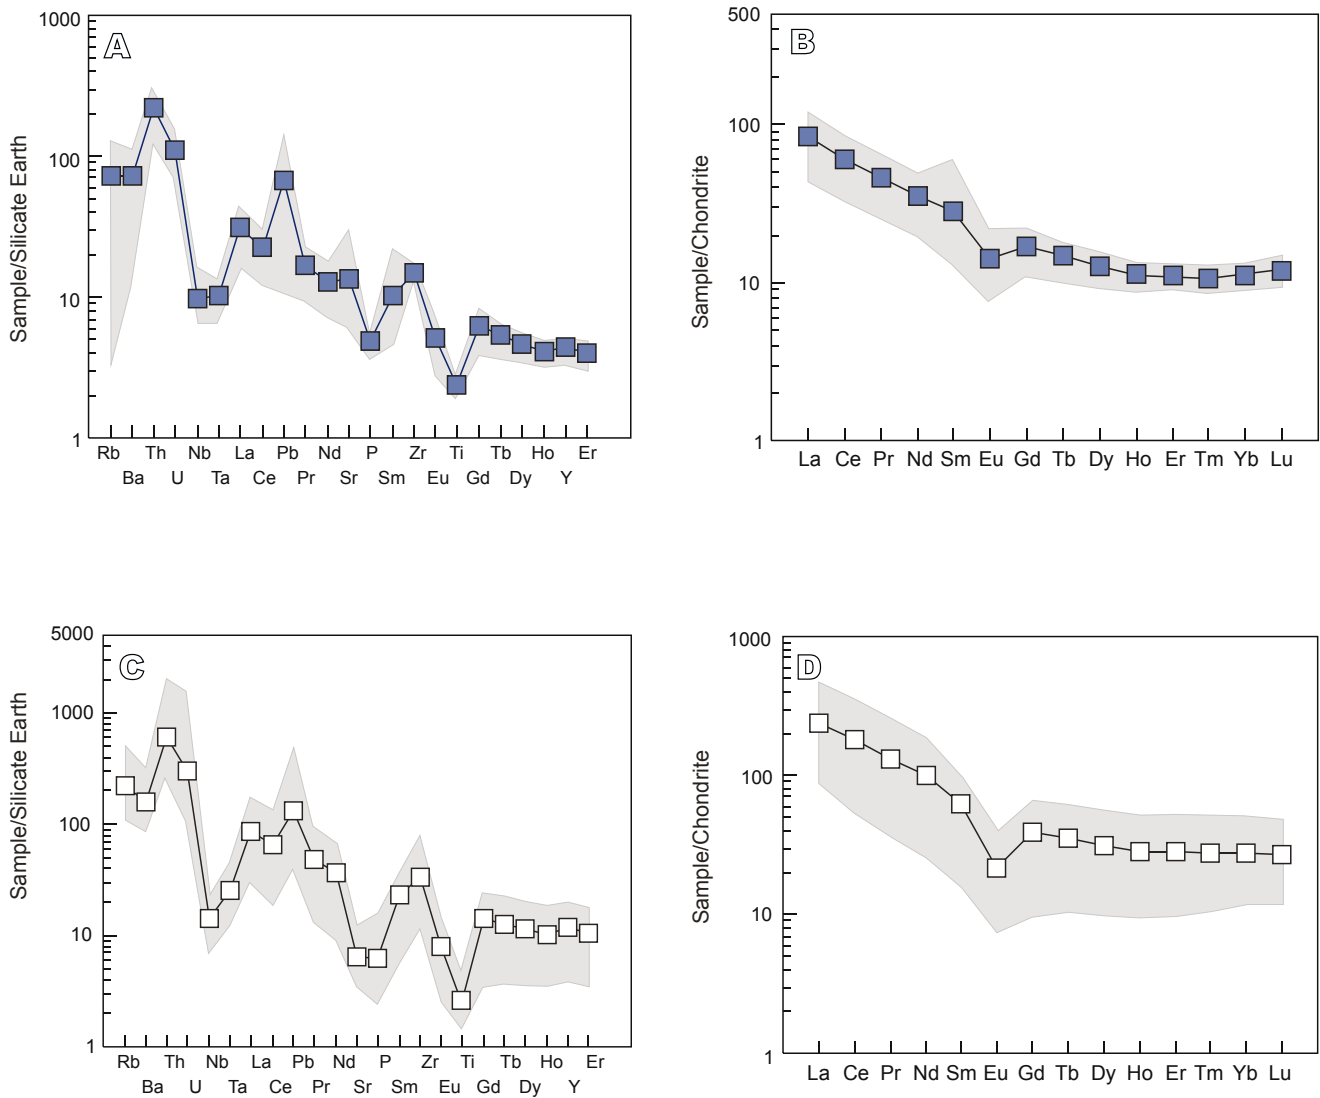 A
1000
100
10
1
Sample/Silicate Earth
Rb Th Nb La Pb Nd P Zr Ti Tb Ho Er
Ba U Ta Ce Pr Sr Sm Eu Gd Dy Y
B
500
100
10
1
Sample/Chondrite
La Ce Pr Nd Sm Eu Gd Tb Dy Ho Er Tm Yb Lu
C
5000
1000
100
10
1
Sample/Silicate Earth
Rb Th Nb La Pb Nd P Zr Ti Tb Ho Er
Ba U Ta Ce Pr Sr Sm Eu Gd Dy Y
D
1000
100
10
1
Sample/Chondrite
La Ce Pr Nd Sm Eu Gd Tb Dy Ho Er Tm Yb Lu